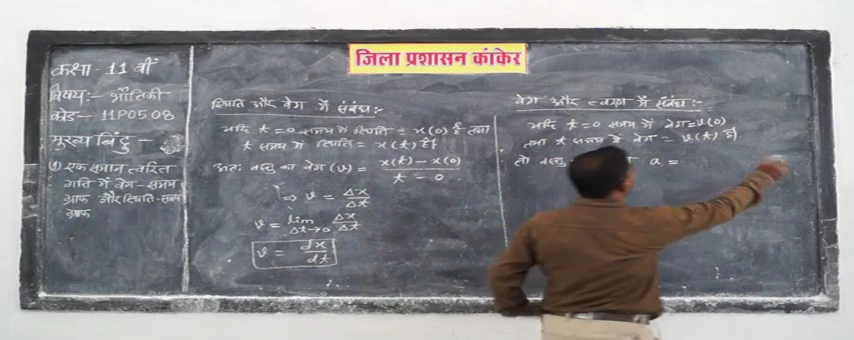 जिला प्रशासन कांकेर
कक्षा - 11 वीं
विषय:- भौतिकी
कोड - 11P0508
मुख्य बिंदु -
(1) एक समान त्वरित
गति में वेग - समय
ग्राफ और स्थिति - समय
ग्राफ
स्थिति और वेग में संबंध:-
यदि t = 0 समय में स्थिति = x(0) है तथा
t समय में स्थिति = x(t) है।
अतः वस्तु का वेग (v) = x(t) - x(0) / t - 0
⇒ v = Δx / Δt
v = lim Δt→0 Δx / Δt
v = dx / dt
वेग और त्वरण में संबंध:-
यदि t = 0 समय में वेग = v(0)
तथा t समय में वेग = v(t) है।
तो वस्तु a =